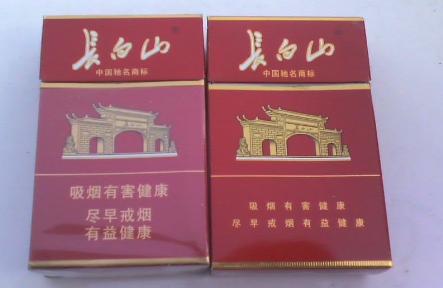 長白山
中国驰名商标
吸烟有害健康
尽早戒烟
有益健康
長白山
中国驰名商标
吸烟有害健康
尽早戒烟有益健康